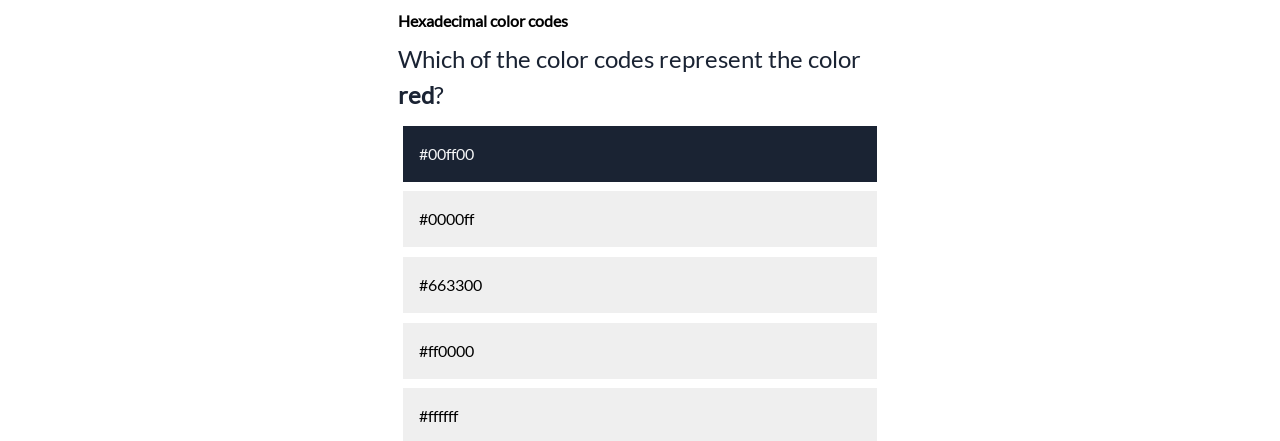 Hexadecimal color codes
Which of the color codes represent the color
red?
#00ff00
#0000ff
#663300
#ff0000
#ffffff